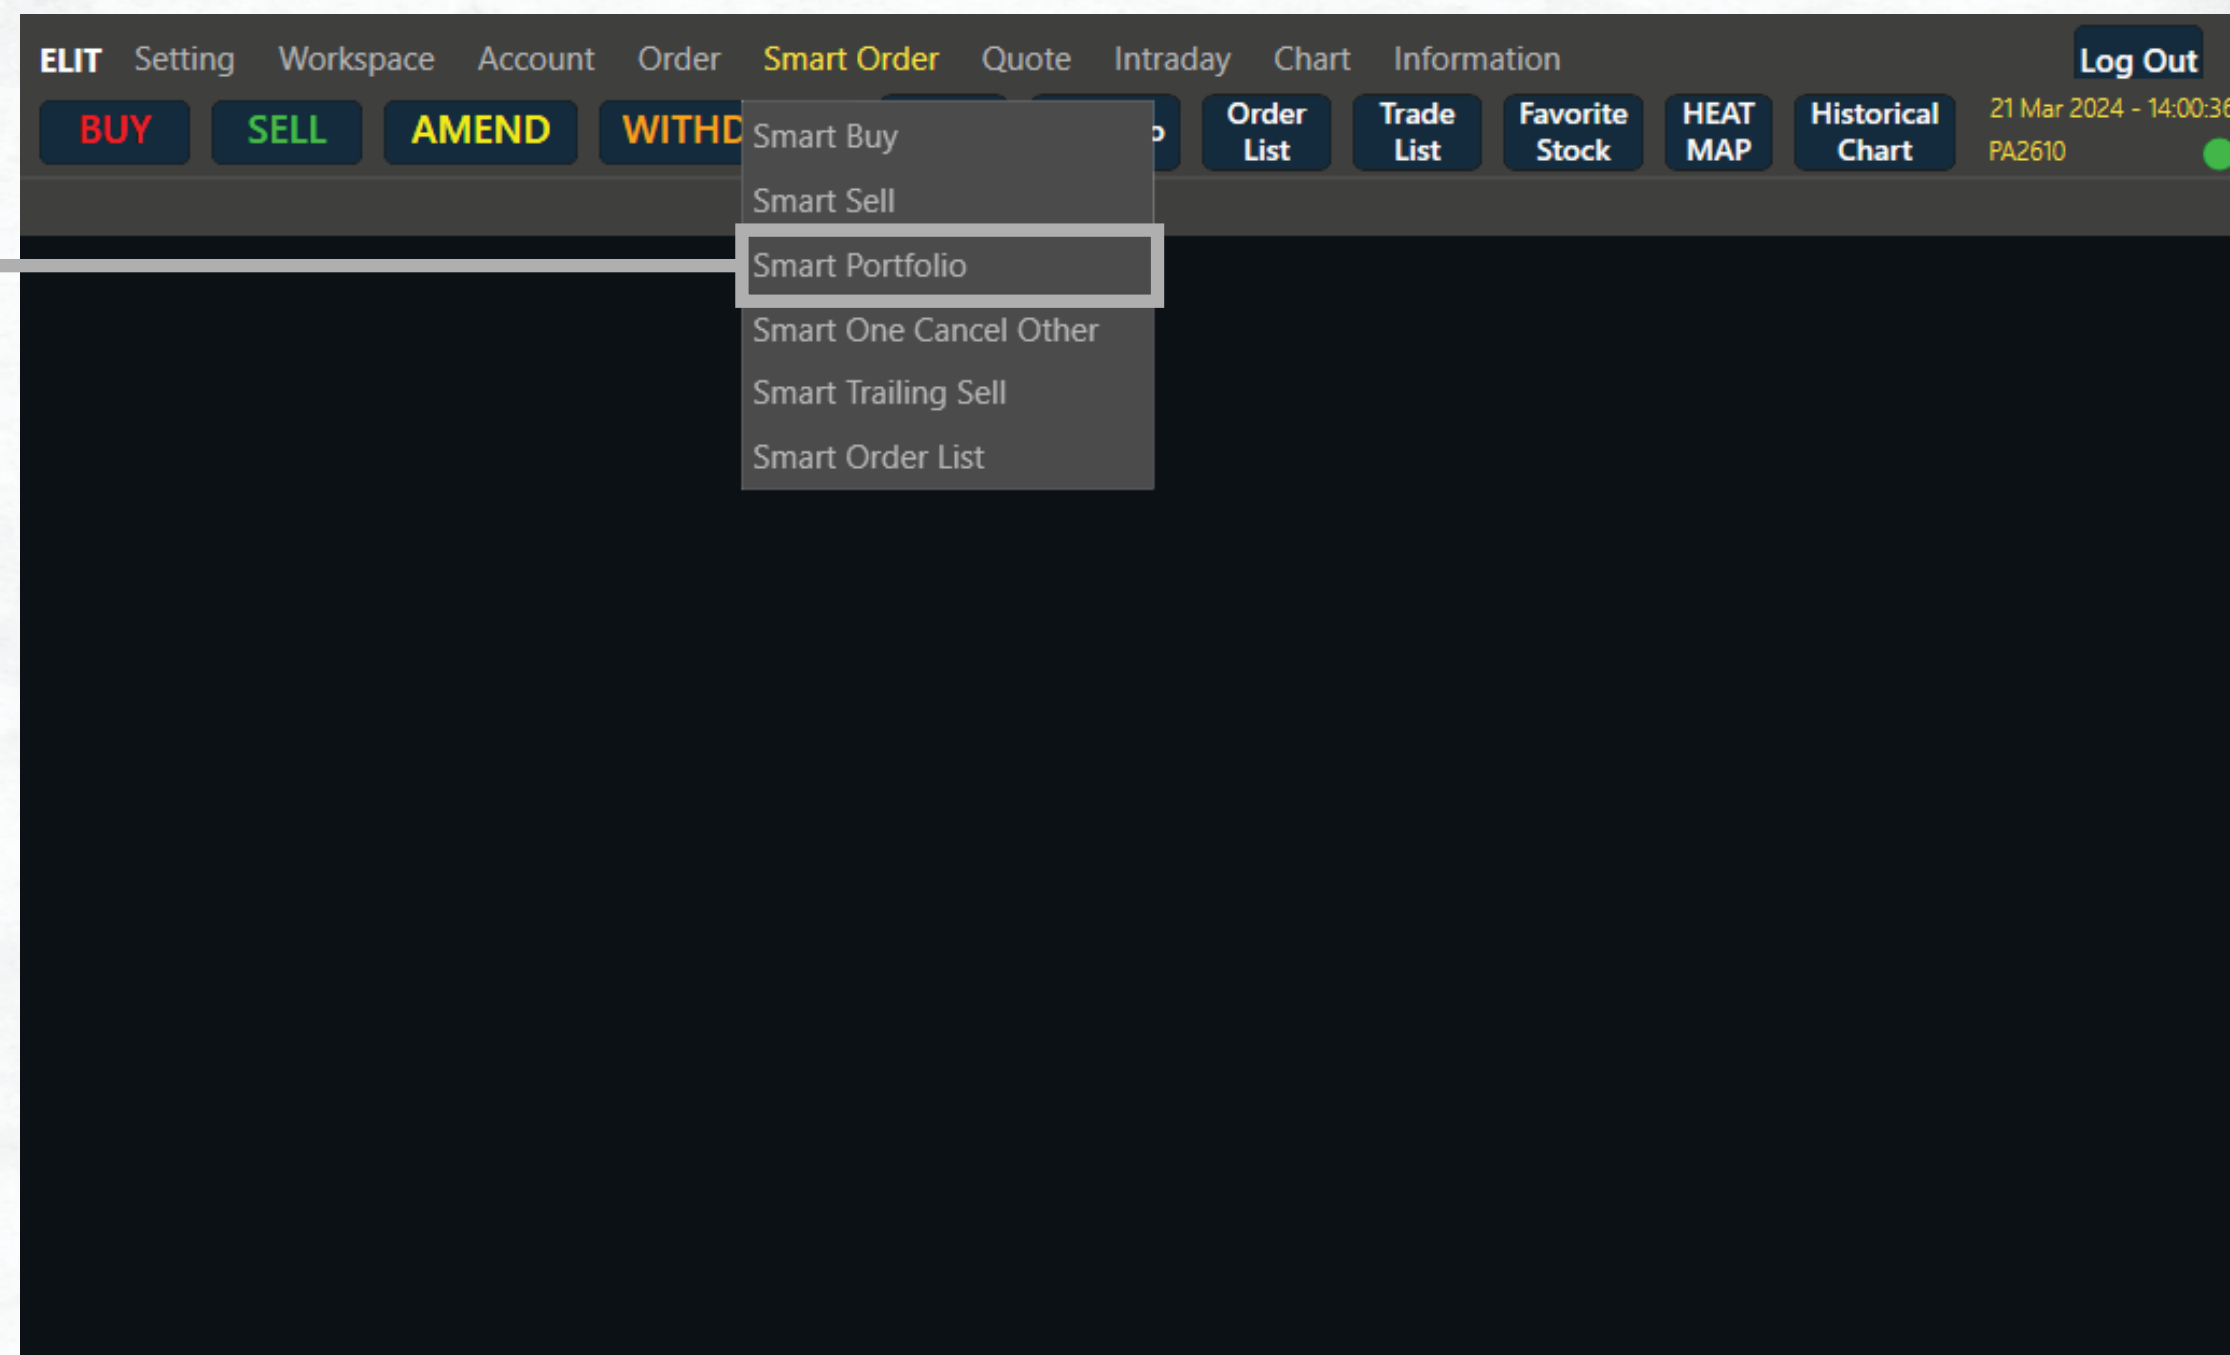 ELIT Setting Workspace Account Order Smart Order Quote Intraday Chart Information Log Out
BUY SELL AMEND WITHD Order List Trade List Favorite Stock HEAT MAP Historical Chart 21 Mar 2024 - 14:00:36
PA2610
Smart Buy
Smart Sell
Smart Portfolio
Smart One Cancel Other
Smart Trailing Sell
Smart Order List